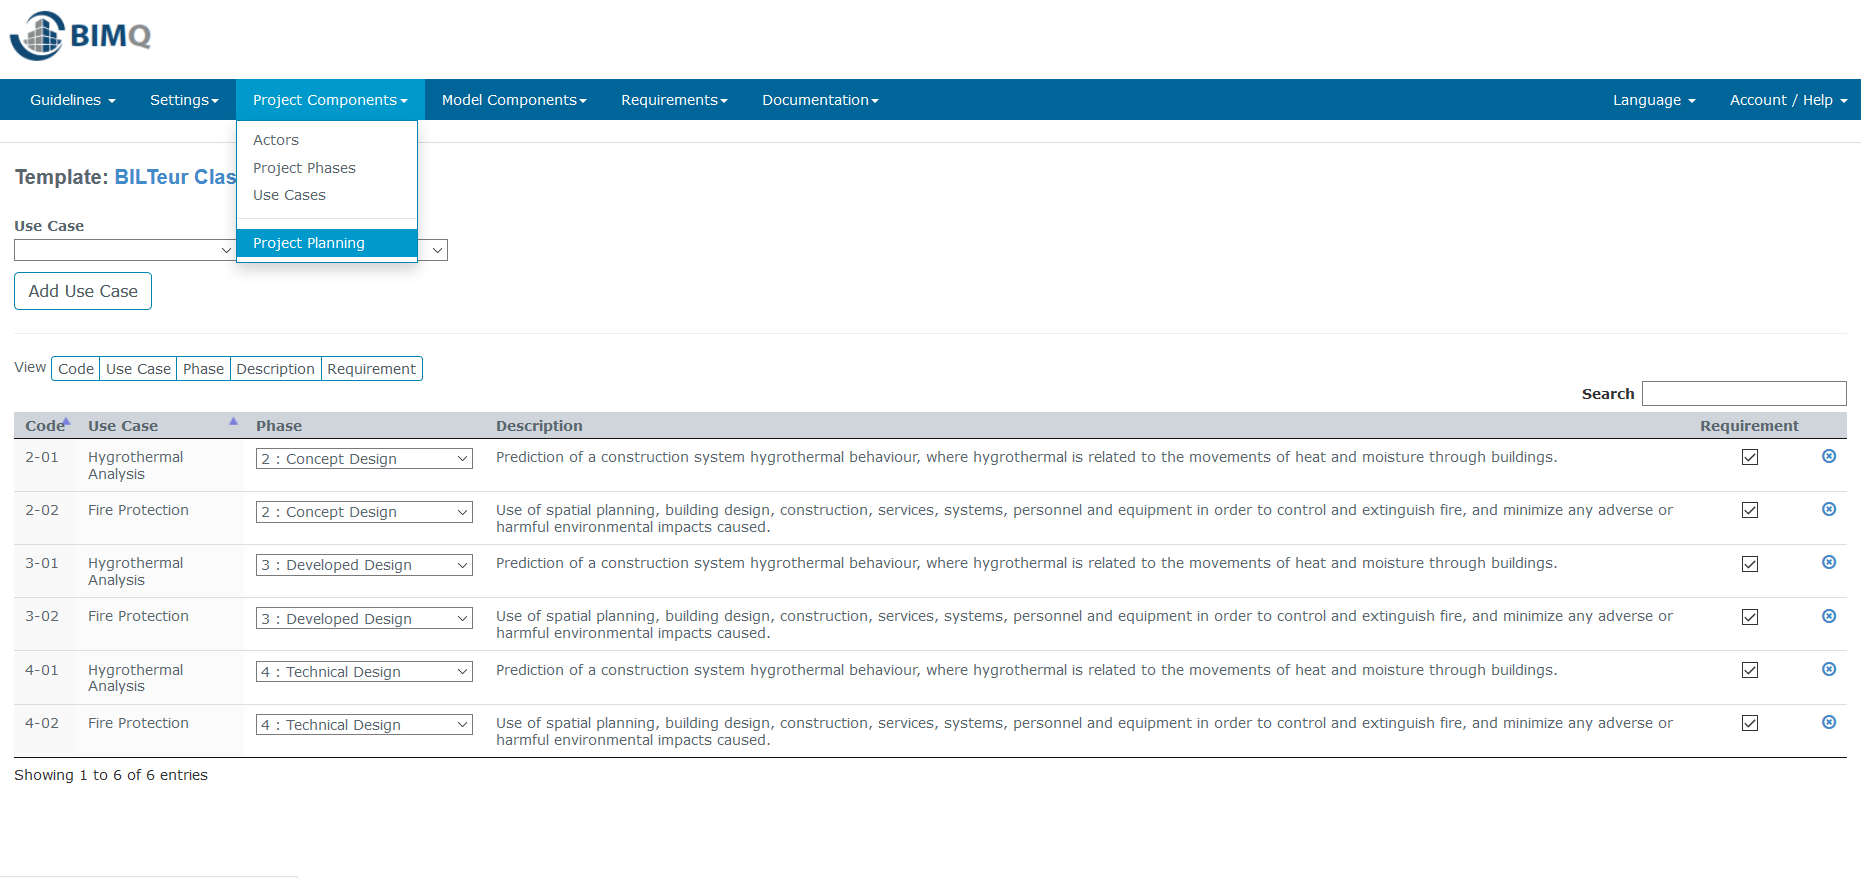 BIMQ
Guidelines Settings Project Components Model Components Requirements Documentation Language Account / Help
Actors
Project Phases
Use Cases
Project Planning
Template: BILTeur Clas
Use Case
Add Use Case
View Code Use Case Phase Description Requirement
Search
Code Use Case Phase Description Requirement
2-01 Hygrothermal 2 : Concept Design Prediction of a construction system hygrothermal behaviour, where hygrothermal is related to the movements of heat and moisture through buildings.
Analysis
2-02 Fire Protection 2 : Concept Design Use of spatial planning, building design, construction, services, systems, personnel and equipment in order to control and extinguish fire, and minimize any adverse or
harmful environmental impacts caused.
3-01 Hygrothermal 3 : Developed Design Prediction of a construction system hygrothermal behaviour, where hygrothermal is related to the movements of heat and moisture through buildings.
Analysis
3-02 Fire Protection 3 : Developed Design Use of spatial planning, building design, construction, services, systems, personnel and equipment in order to control and extinguish fire, and minimize any adverse or
harmful environmental impacts caused.
4-01 Hygrothermal 4 : Technical Design Prediction of a construction system hygrothermal behaviour, where hygrothermal is related to the movements of heat and moisture through buildings.
Analysis
4-02 Fire Protection 4 : Technical Design Use of spatial planning, building design, construction, services, systems, personnel and equipment in order to control and extinguish fire, and minimize any adverse or
harmful environmental impacts caused.
Showing 1 to 6 of 6 entries